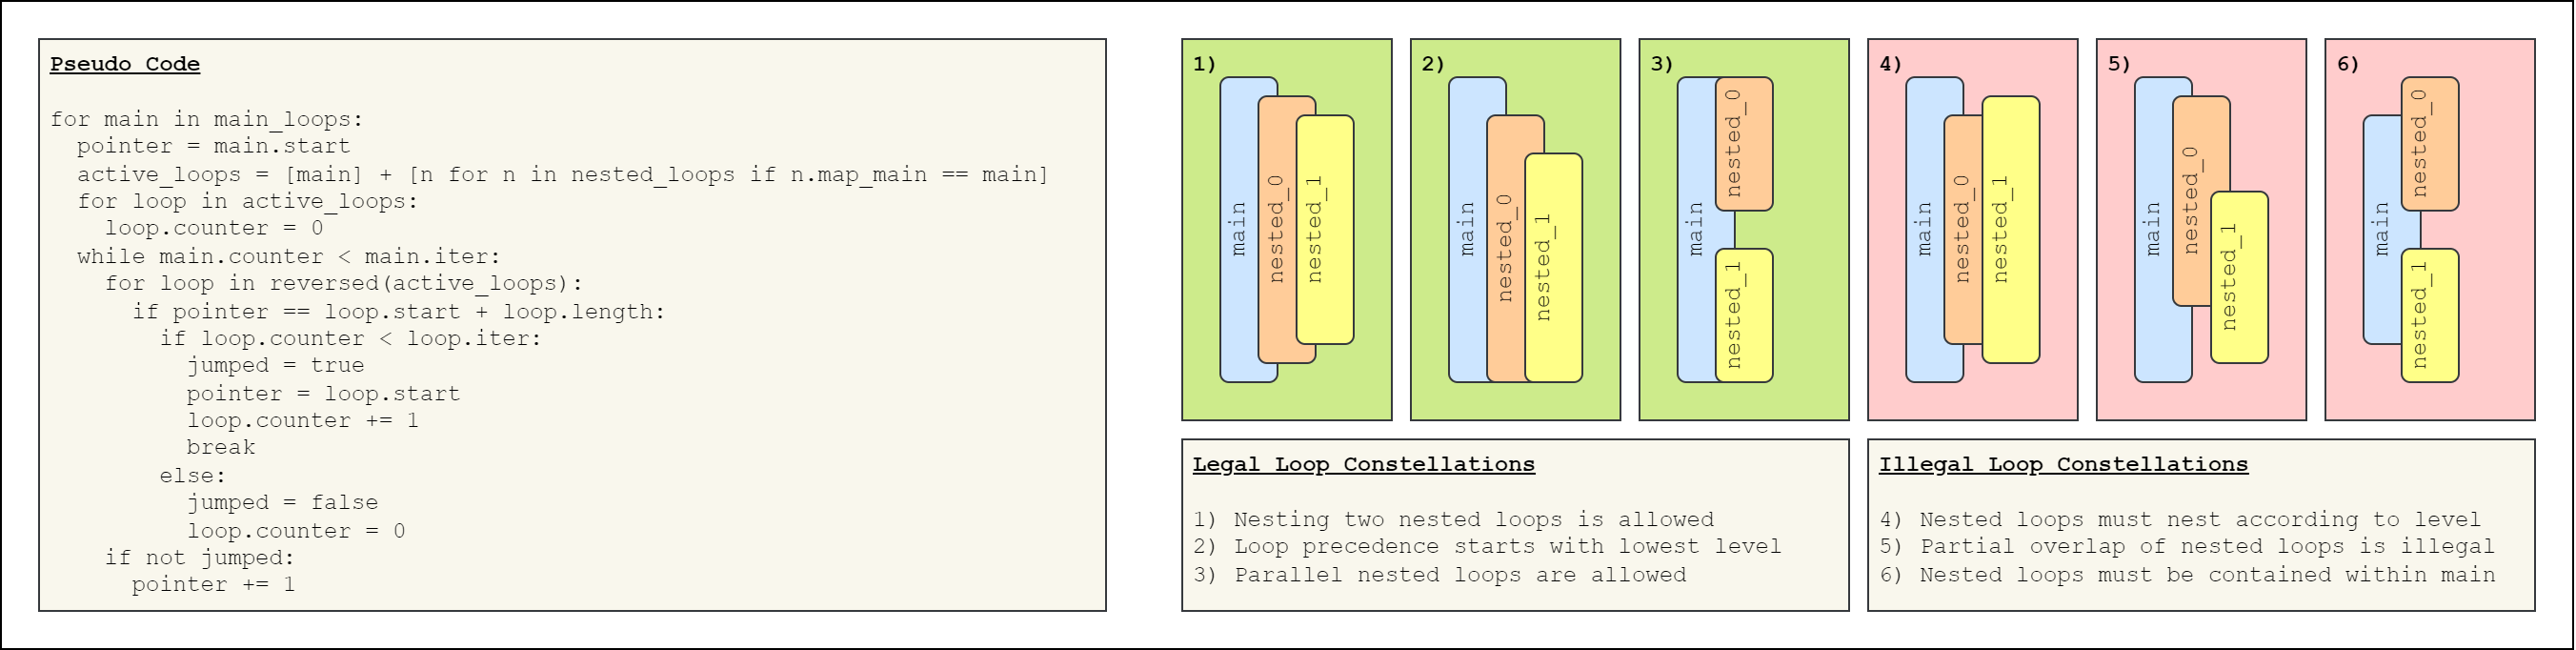 Pseudo Code
for main in main_loops:
  pointer = main.start
  active_loops = [main] + [n for n in nested_loops if n.map_main == main]
  for loop in active_loops:
    loop.counter = 0
  while main.counter < main.iter:
    for loop in reversed(active_loops):
      if pointer == loop.start + loop.length:
        if loop.counter < loop.iter:
          jumped = true
          pointer = loop.start
          loop.counter += 1
          break
        else:
          jumped = false
          loop.counter = 0
    if not jumped:
      pointer += 1
1)
main
nested_0
nested_1
2)
main
nested_0
nested_1
3)
main
nested_0
nested_1
4)
main
nested_0
nested_1
5)
main
nested_0
nested_1
6)
main
nested_0
nested_1
Legal Loop Constellations
1) Nesting two nested loops is allowed
2) Loop precedence starts with lowest level
3) Parallel nested loops are allowed
Illegal Loop Constellations
4) Nested loops must nest according to level
5) Partial overlap of nested loops is illegal
6) Nested loops must be contained within main